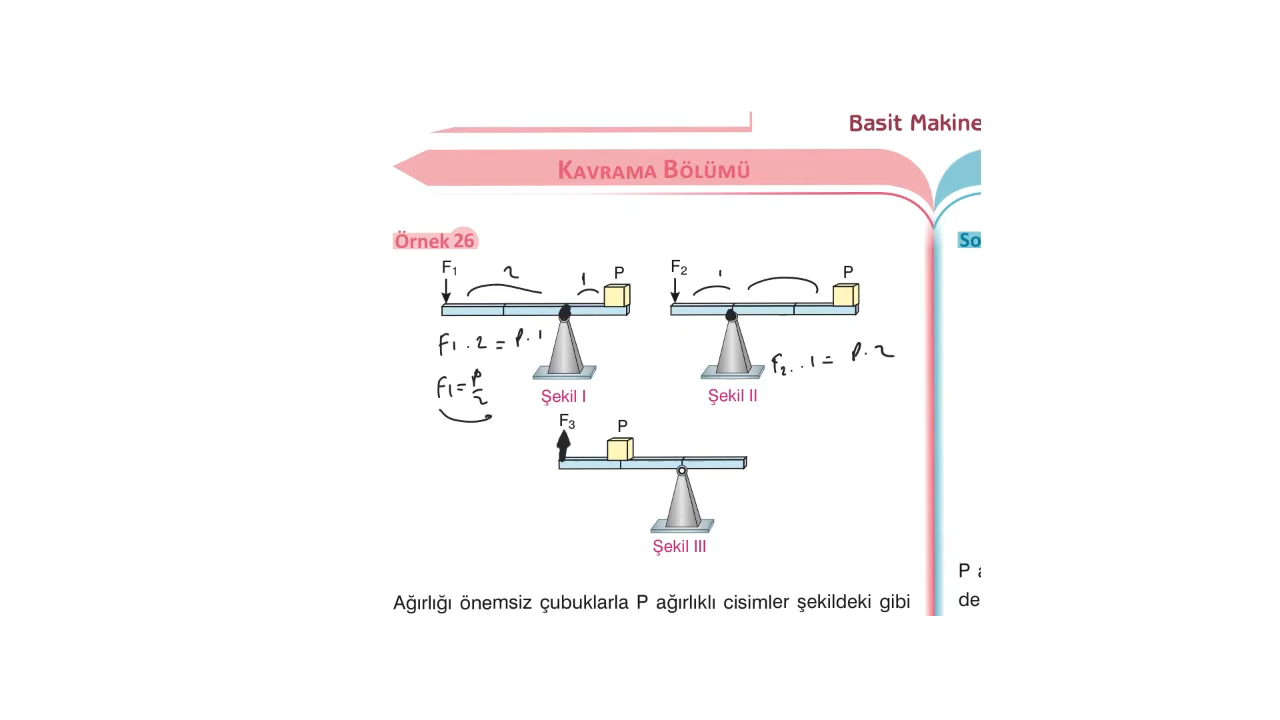 Basit Makine
KAVRAMA BÖLÜMÜ
Örnek 26
So
F1 2 1 P
F2 1 P
F1 . 2 = P . 1
F2 . . 1 = P . 2
F1 = P/2
Şekil I
Şekil II
F3 P
Şekil III
Ağırlığı önemsiz çubuklarla P ağırlıklı cisimler şekildeki gibi
P a
de